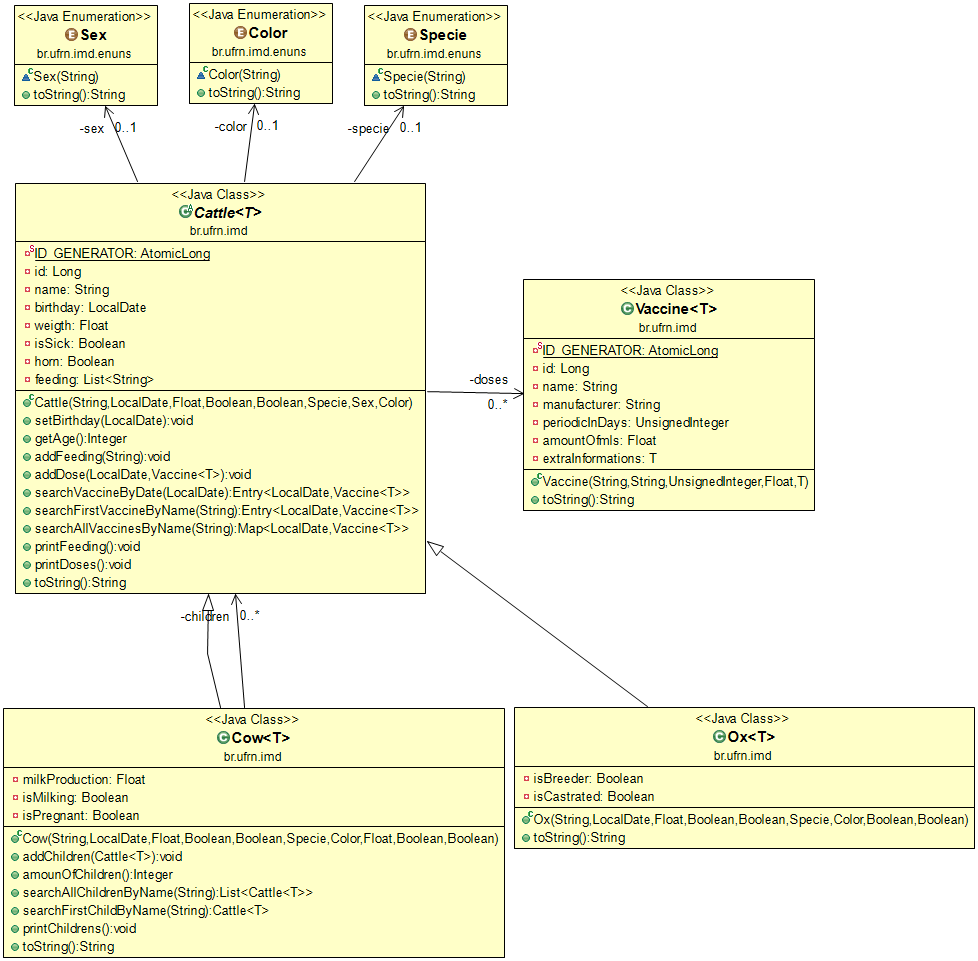 <<Java Enumeration>>
Sex
br.ufrn.imd.enuns
Sex(String)
toString():String
<<Java Enumeration>>
Color
br.ufrn.imd.enuns
Color(String)
toString():String
<<Java Enumeration>>
Specie
br.ufrn.imd.enuns
Specie(String)
toString():String
-sex 0..1
-color 0..1
-specie 0..1
<<Java Class>>
Cattle<T>
br.ufrn.imd
ID_GENERATOR: AtomicLong
id: Long
name: String
birthday: LocalDate
weigth: Float
isSick: Boolean
horn: Boolean
feeding: List<String>
Cattle(String,LocalDate,Float,Boolean,Boolean,Specie,Sex,Color)
setBirthday(LocalDate):void
getAge():Integer
addFeeding(String):void
addDose(LocalDate,Vaccine<T>):void
searchVaccineByDate(LocalDate):Entry<LocalDate,Vaccine<T>>
searchFirstVaccineByName(String):Entry<LocalDate,Vaccine<T>>
searchAllVaccinesByName(String):Map<LocalDate,Vaccine<T>>
printFeeding():void
printDoses():void
toString():String
-doses
0..*
<<Java Class>>
Vaccine<T>
br.ufrn.imd
ID_GENERATOR: AtomicLong
id: Long
name: String
manufacturer: String
periodicInDays: UnsignedInteger
amountOfmls: Float
extraInformations: T
Vaccine(String,String,UnsignedInteger,Float,T)
toString():String
-children 0..*
<<Java Class>>
Cow<T>
br.ufrn.imd
milkProduction: Float
isMilking: Boolean
isPregnant: Boolean
Cow(String,LocalDate,Float,Boolean,Boolean,Specie,Color,Float,Boolean,Boolean)
addChildren(Cattle<T>):void
amounOfChildren():Integer
searchAllChildrenByName(String):List<Cattle<T>>
searchFirstChildByName(String):Cattle<T>
printChildrens():void
toString():String
<<Java Class>>
Ox<T>
br.ufrn.imd
isBreeder: Boolean
isCastrated: Boolean
Ox(String,LocalDate,Float,Boolean,Boolean,Specie,Color,Boolean,Boolean)
toString():String